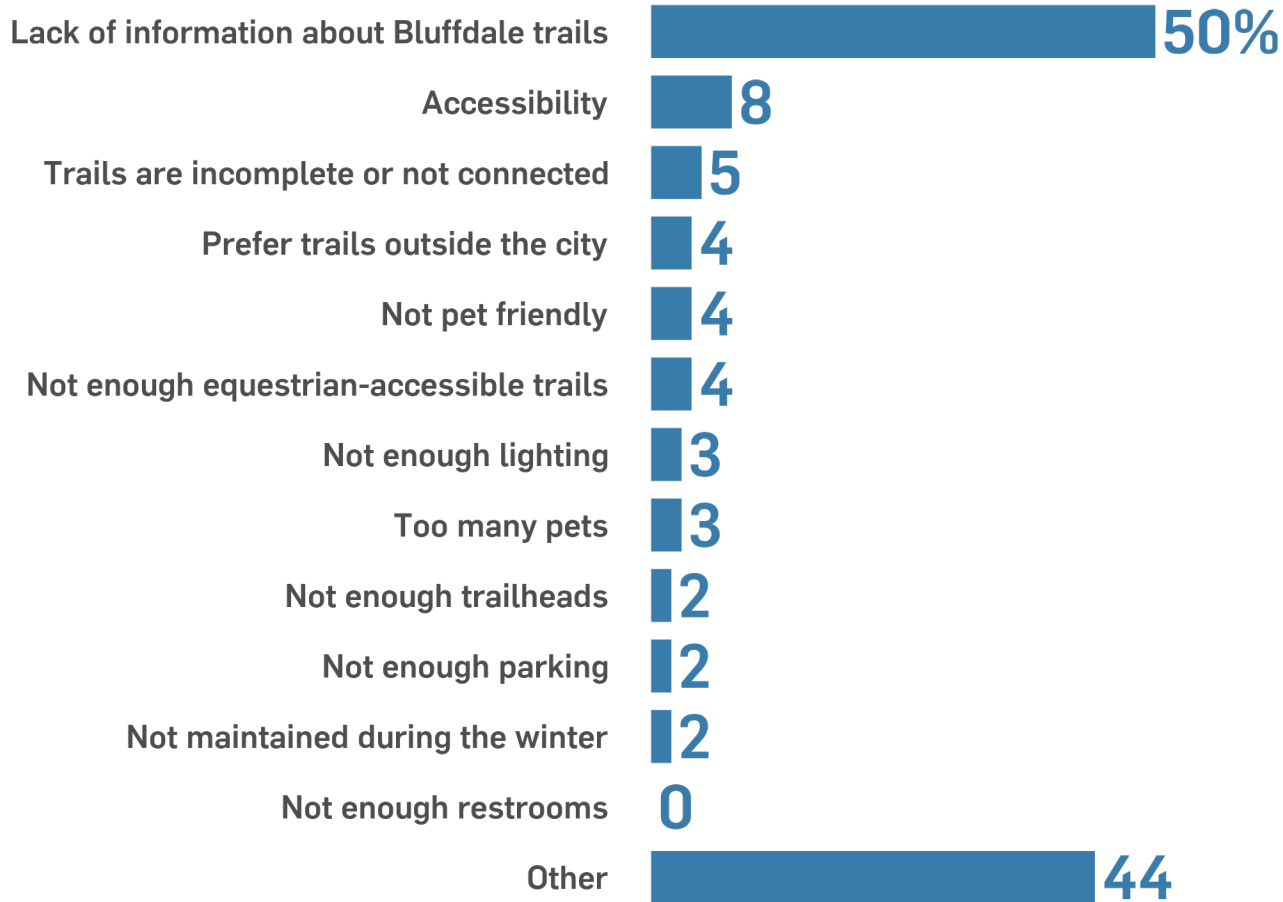 Lack of information about Bluffdale trails 50%
Accessibility 8
Trails are incomplete or not connected 5
Prefer trails outside the city 4
Not pet friendly 4
Not enough equestrian-accessible trails 4
Not enough lighting 3
Too many pets 3
Not enough trailheads 2
Not enough parking 2
Not maintained during the winter 2
Not enough restrooms 0
Other 44